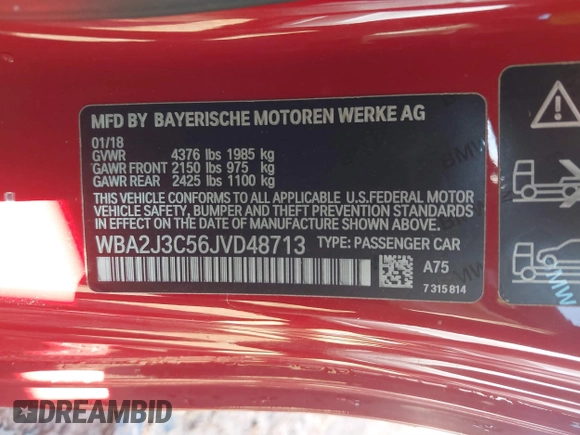 MFD BY BAYERISCHE MOTOREN WERKE AG
01/18
GVWR 4376 lbs 1985 kg
GAWR FRONT 2150 lbs 975 kg
GAWR REAR 2425 lbs 1100 kg
THIS VEHICLE CONFORMS TO ALL APPLICABLE U.S. FEDERAL MOTOR
VEHICLE SAFETY, BUMPER AND THEFT PREVENTION STANDARDS
IN EFFECT ON THE DATE OF MANUFACTURE SHOWN ABOVE.
WBA2J3C56JVD48713 TYPE: PASSENGER CAR
A75
7 315 814
BMW
BMW
DREAMBID